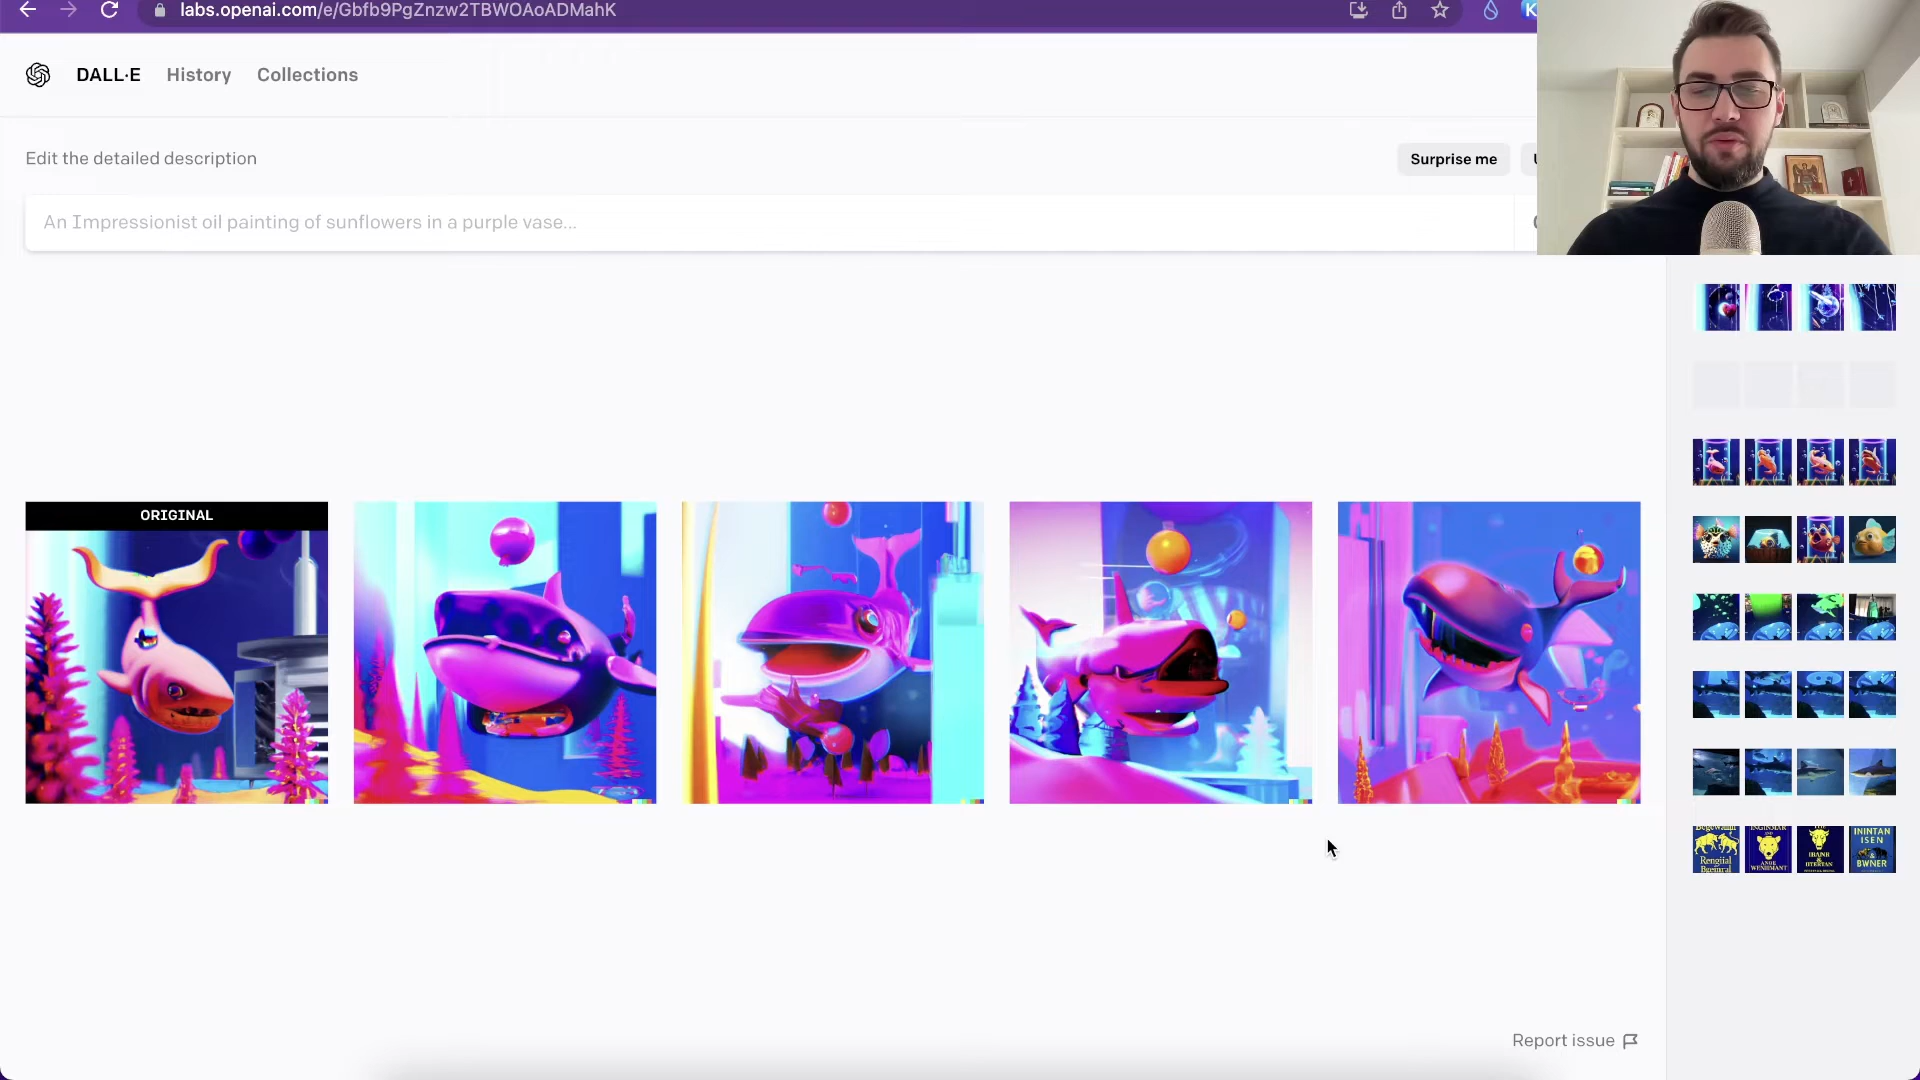 labs.openai.com/e/Gbfb9PgZnzw2TBWOAoADMahK
DALL·E History Collections
Edit the detailed description
Surprise me
An Impressionist oil painting of sunflowers in a purple vase...
ORIGINAL
Report issue